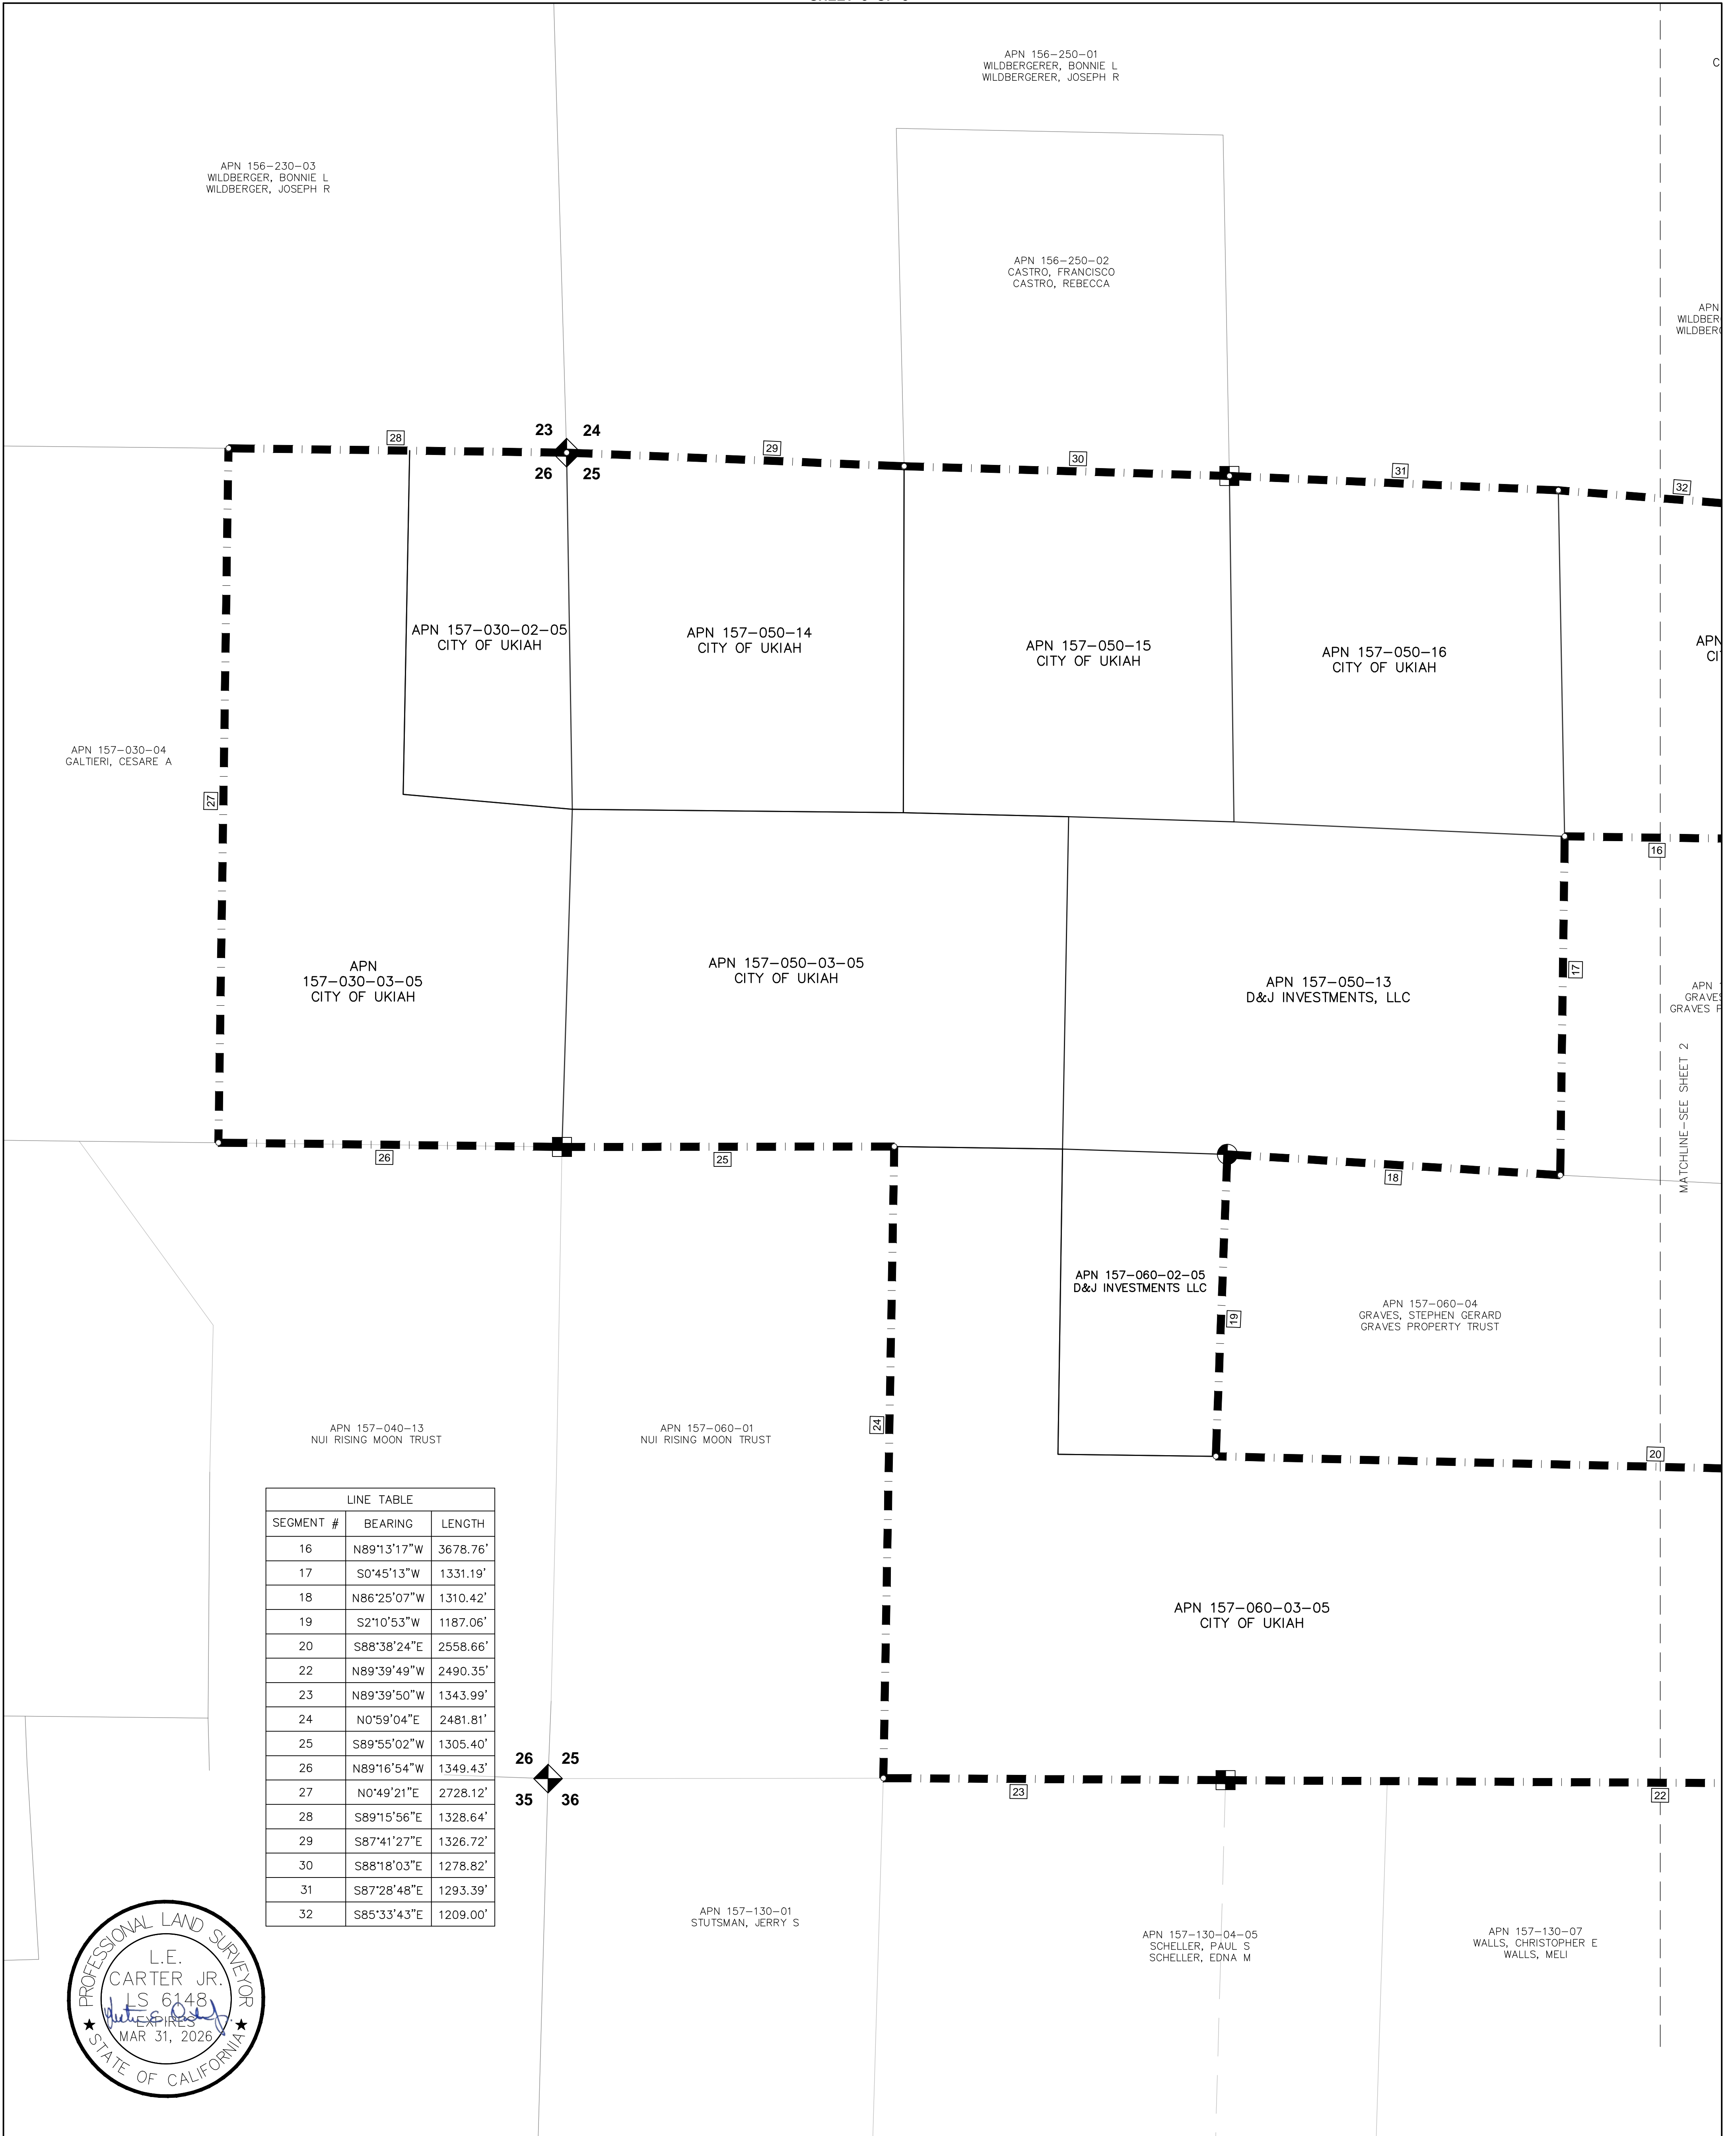 APN 156-250-01
WILDBERGERER, BONNIE L
WILDBERGERER, JOSEPH R
C
APN 156-230-03
WILDBERGER, BONNIE L
WILDBERGER, JOSEPH R
APN 156-250-02
CASTRO, FRANCISCO
CASTRO, REBECCA
APN
WILDBER
WILDBER
28
23
24
26
25
29
30
31
32
APN 157-030-02-05
CITY OF UKIAH
APN 157-050-14
CITY OF UKIAH
APN 157-050-15
CITY OF UKIAH
APN 157-050-16
CITY OF UKIAH
APN
CI
APN 157-030-04
GALTIERI, CESARE A
27
16
APN
157-030-03-05
CITY OF UKIAH
APN 157-050-03-05
CITY OF UKIAH
APN 157-050-13
D&J INVESTMENTS, LLC
17
APN
GRAVES
GRAVES
MATCHLINE-SEE SHEET 2
26
25
18
APN 157-060-02-05
D&J INVESTMENTS LLC
19
APN 157-060-04
GRAVES, STEPHEN GERARD
GRAVES PROPERTY TRUST
APN 157-040-13
NUI RISING MOON TRUST
APN 157-060-01
NUI RISING MOON TRUST
24
20
LINE TABLE
SEGMENT # BEARING LENGTH
16 N89°13'17"W 3678.76'
17 S0°45'13"W 1331.19'
18 N86°25'07"W 1310.42'
19 S2°10'53"W 1187.06'
20 S88°38'24"E 2558.66'
22 N89°39'49"W 2490.35'
23 N89°39'50"W 1343.99'
24 N0°59'04"E 2481.81'
25 S89°55'02"W 1305.40'
26 N89°16'54"W 1349.43'
27 N0°49'21"E 2728.12'
28 S89°15'56"E 1328.64'
29 S87°41'27"E 1326.72'
30 S88°18'03"E 1278.82'
31 S87°28'48"E 1293.39'
32 S85°33'43"E 1209.00'
APN 157-060-03-05
CITY OF UKIAH
26
25
35
36
23
22
APN 157-130-01
STUTSMAN, JERRY S
APN 157-130-04-05
SCHELLER, PAUL S
SCHELLER, EDNA M
APN 157-130-07
WALLS, CHRISTOPHER E
WALLS, MELI
PROFESSIONAL LAND SURVEYOR
L.E.
CARTER JR.
LS 6148
EXPIRES
MAR 31, 2026
STATE OF CALIFORNIA